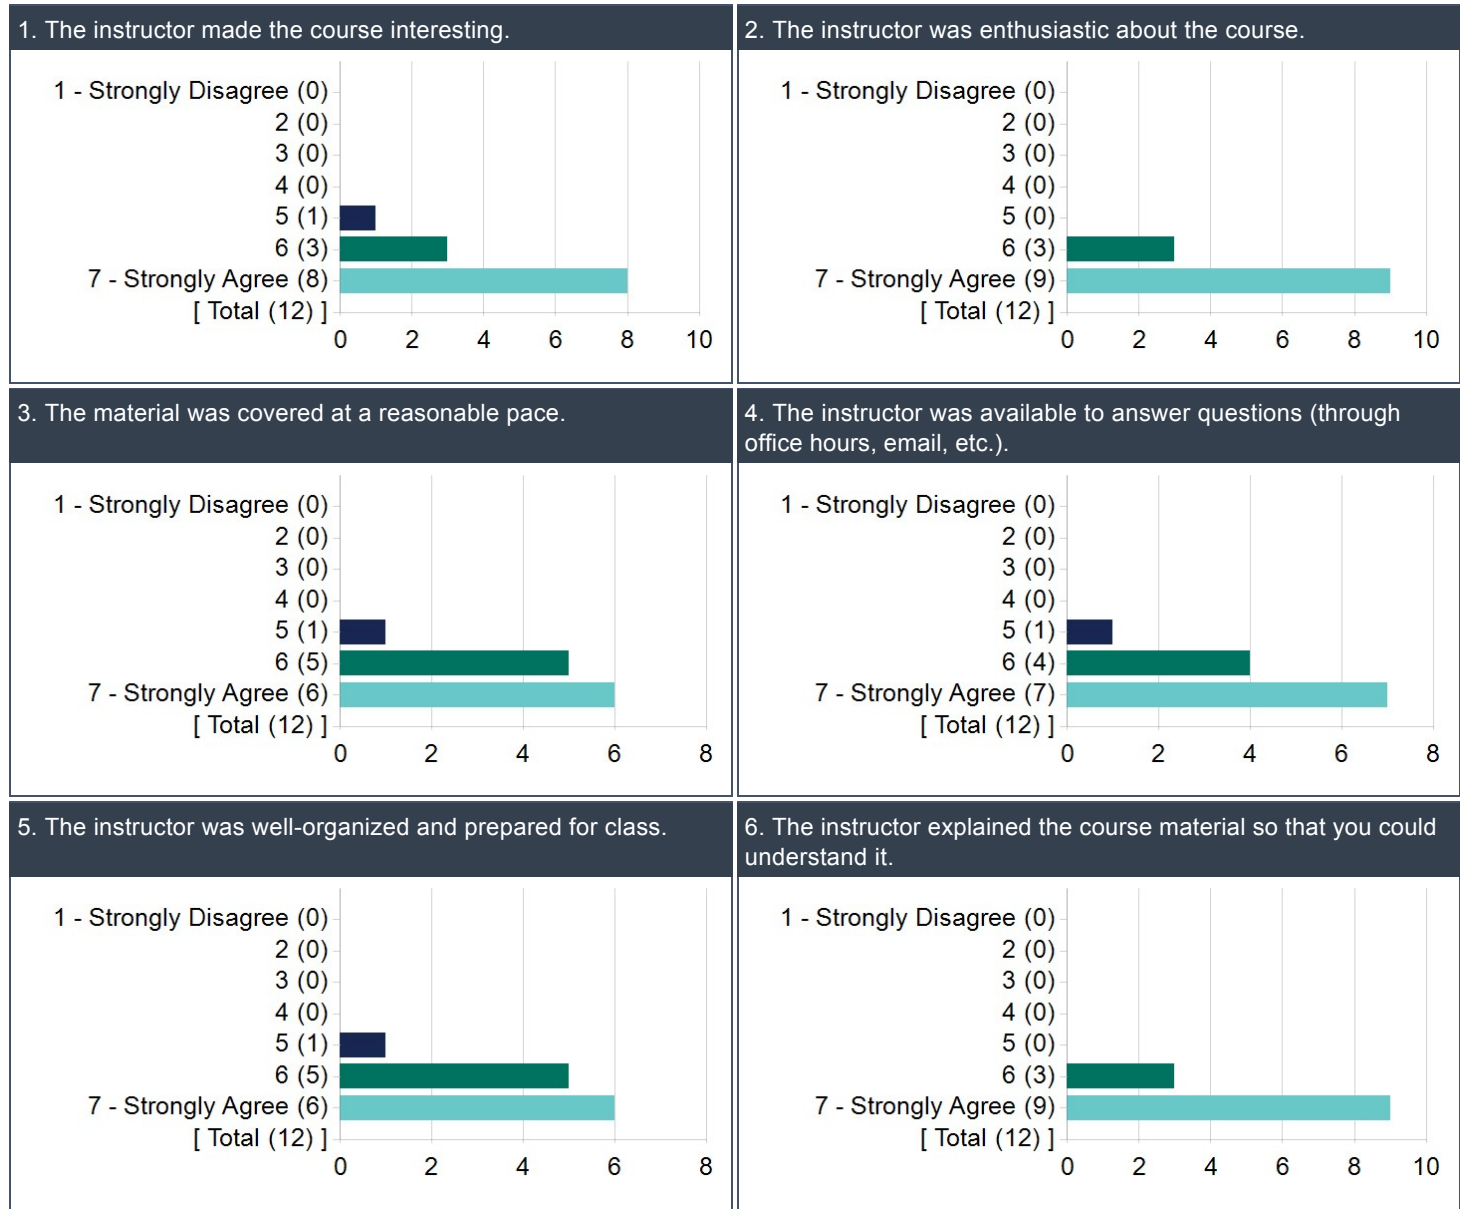 1. The instructor made the course interesting.
1 - Strongly Disagree (0)
2 (0)
3 (0)
4 (0)
5 (1)
6 (3)
7 - Strongly Agree (8)
[ Total (12) ]
0 2 4 6 8 10
2. The instructor was enthusiastic about the course.
1 - Strongly Disagree (0)
2 (0)
3 (0)
4 (0)
5 (0)
6 (3)
7 - Strongly Agree (9)
[ Total (12) ]
0 2 4 6 8 10
3. The material was covered at a reasonable pace.
1 - Strongly Disagree (0)
2 (0)
3 (0)
4 (0)
5 (1)
6 (5)
7 - Strongly Agree (6)
[ Total (12) ]
0 2 4 6 8
4. The instructor was available to answer questions (through
office hours, email, etc.).
1 - Strongly Disagree (0)
2 (0)
3 (0)
4 (0)
5 (1)
6 (4)
7 - Strongly Agree (7)
[ Total (12) ]
0 2 4 6 8
5. The instructor was well-organized and prepared for class.
1 - Strongly Disagree (0)
2 (0)
3 (0)
4 (0)
5 (1)
6 (5)
7 - Strongly Agree (6)
[ Total (12) ]
0 2 4 6 8
6. The instructor explained the course material so that you could
understand it.
1 - Strongly Disagree (0)
2 (0)
3 (0)
4 (0)
5 (0)
6 (3)
7 - Strongly Agree (9)
[ Total (12) ]
0 2 4 6 8 10